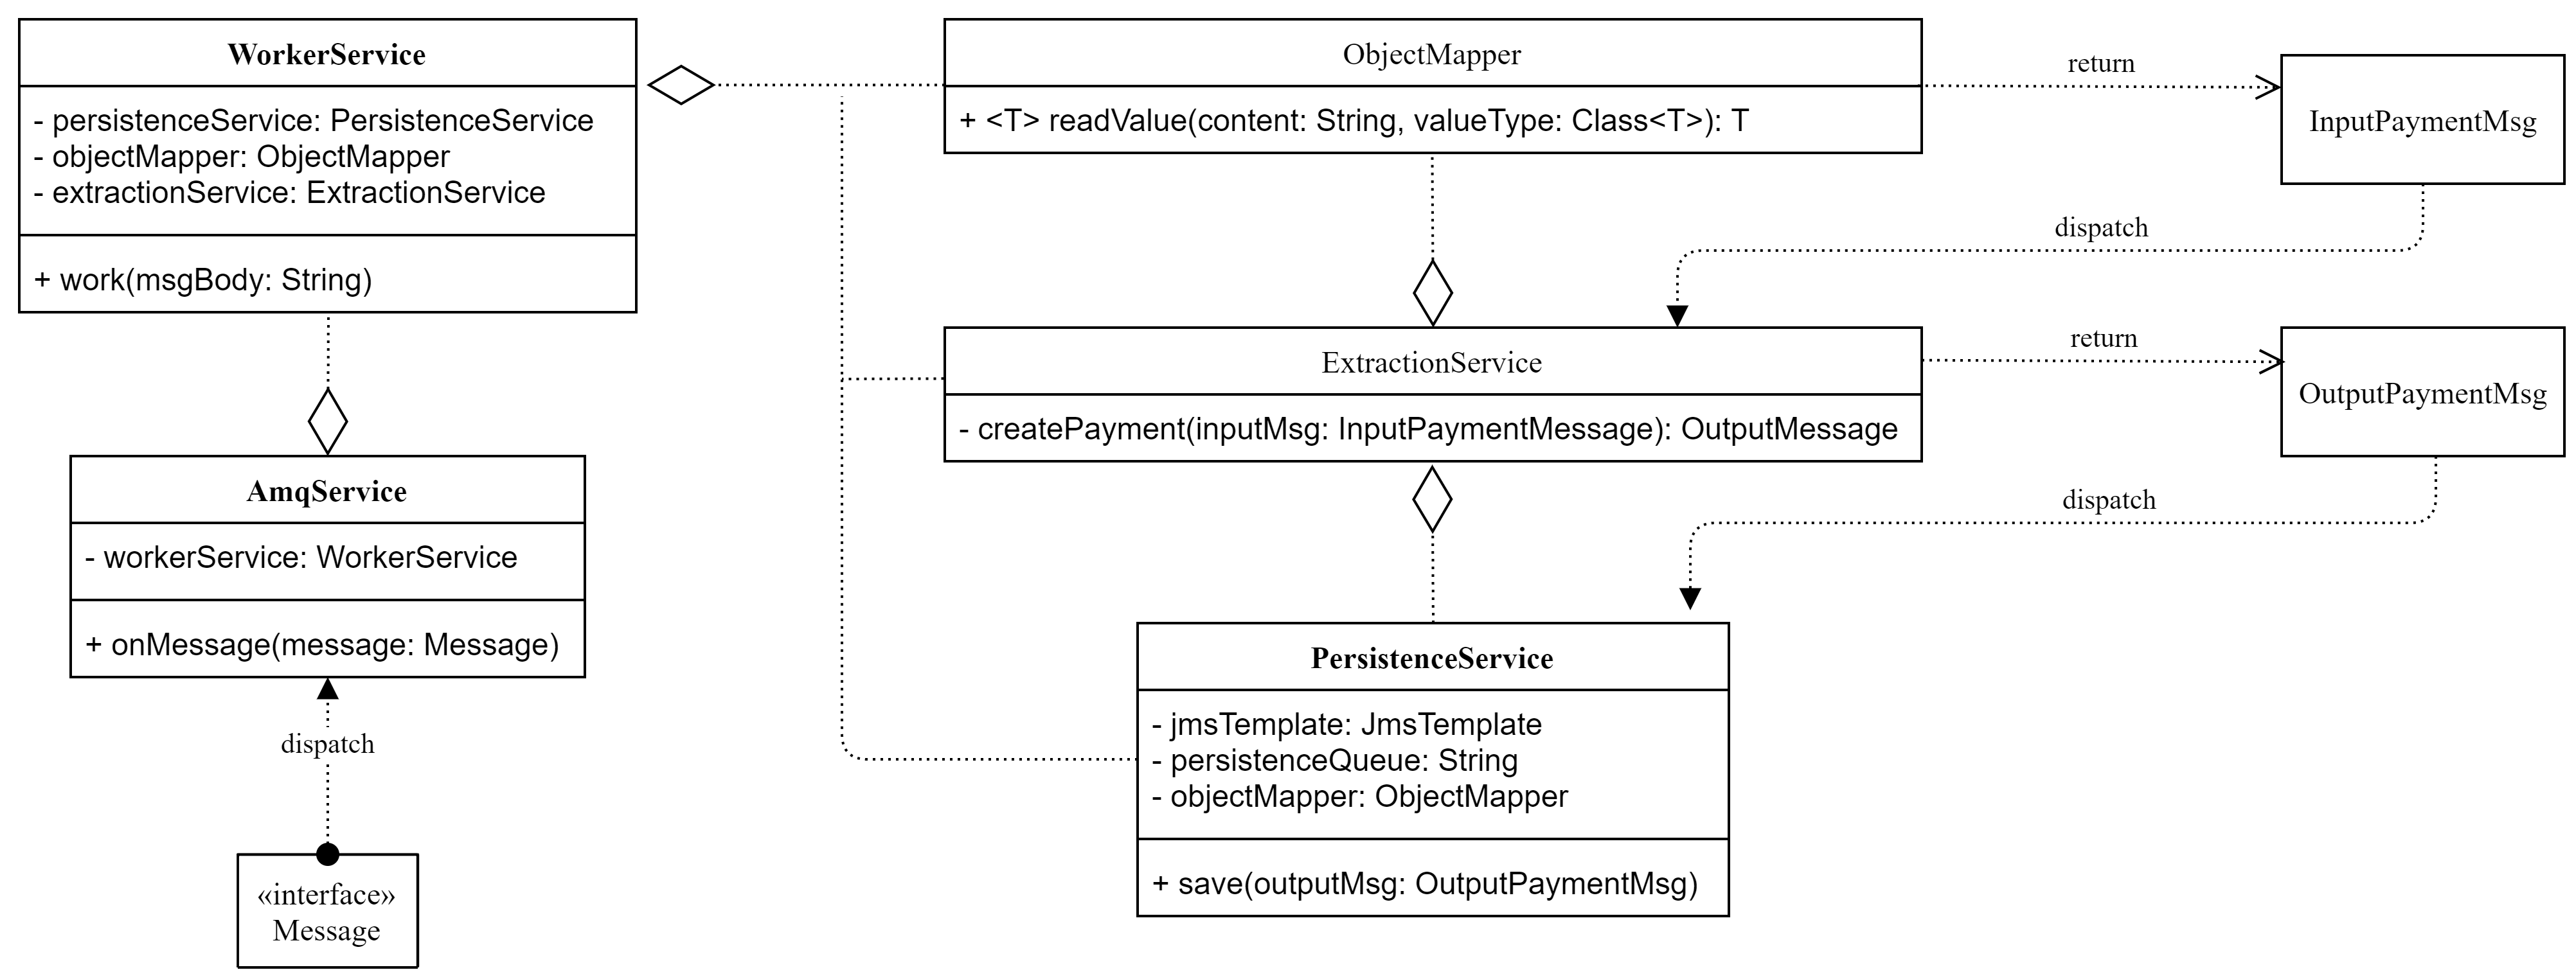 WorkerService
- persistenceService: PersistenceService
- objectMapper: ObjectMapper
- extractionService: ExtractionService
+ work(msgBody: String)
ObjectMapper
+ <T> readValue(content: String, valueType: Class<T>): T
return
InputPaymentMsg
dispatch
ExtractionService
- createPayment(inputMsg: InputPaymentMessage): OutputMessage
return
OutputPaymentMsg
dispatch
AmqService
- workerService: WorkerService
+ onMessage(message: Message)
dispatch
«interface»
Message
PersistenceService
- jmsTemplate: JmsTemplate
- persistenceQueue: String
- objectMapper: ObjectMapper
+ save(outputMsg: OutputPaymentMsg)